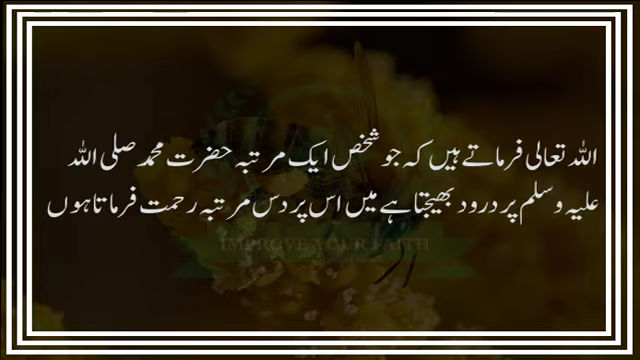 اللہ تعالی فرماتے ہیں کہ جو شخص ایک مرتبہ حضرت محمد صلی اللہ
علیہ وسلم پر درود بھیجتا ہے میں اس پر دس مرتبہ رحمت فرماتا ہوں
IMPROVE YOUR FAITH